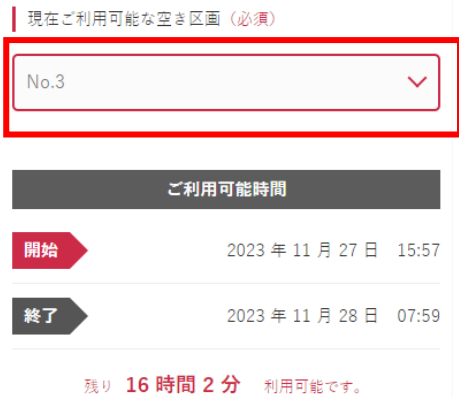 現在ご利用可能な空き区画（必須）
No.3
ご利用可能時間
開始 2023 年 11 月 27 日 15:57
終了 2023 年 11 月 28 日 07:59
残り 16 時間 2 分 利用可能です。